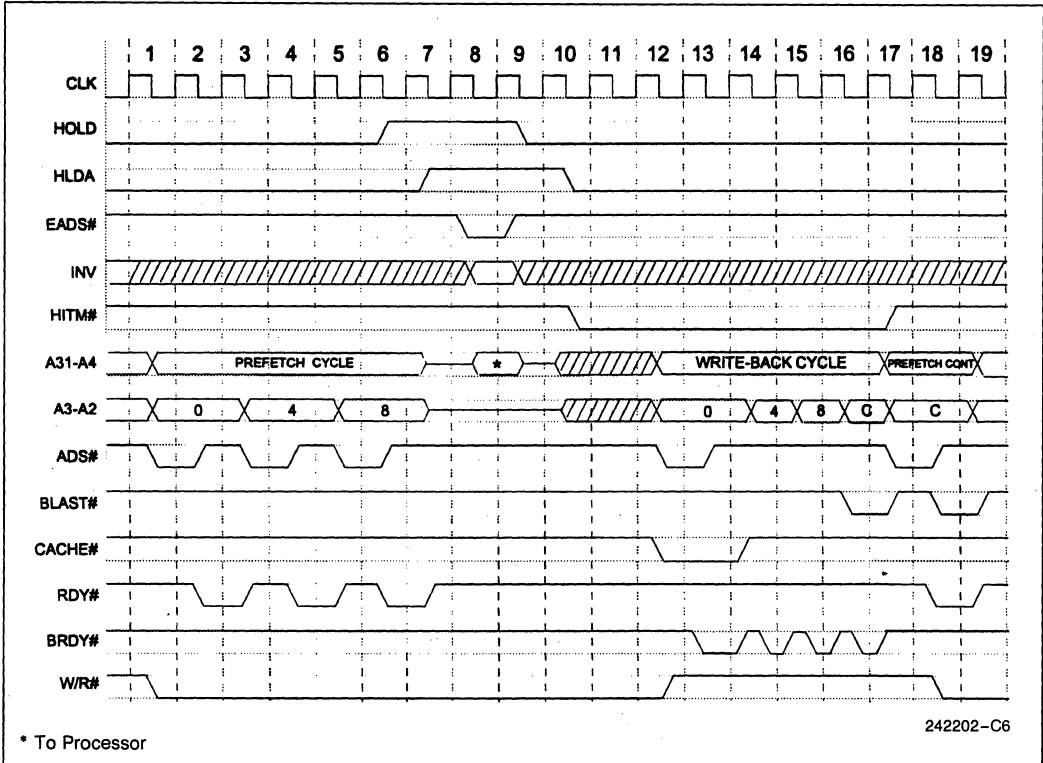 1 2 3 4 5 6 7 8 9 10 11 12 13 14 15 16 17 18 19
CLK
HOLD
HLDA
EADS#
INV
HITM#
A31-A4 PREFETCH CYCLE * WRITE-BACK CYCLE PREFETCH CONT
A3-A2 0 4 8 0 4 8 C C
ADS#
BLAST#
CACHE#
RDY#
BRDY#
W/R#
242202-C6
* To Processor